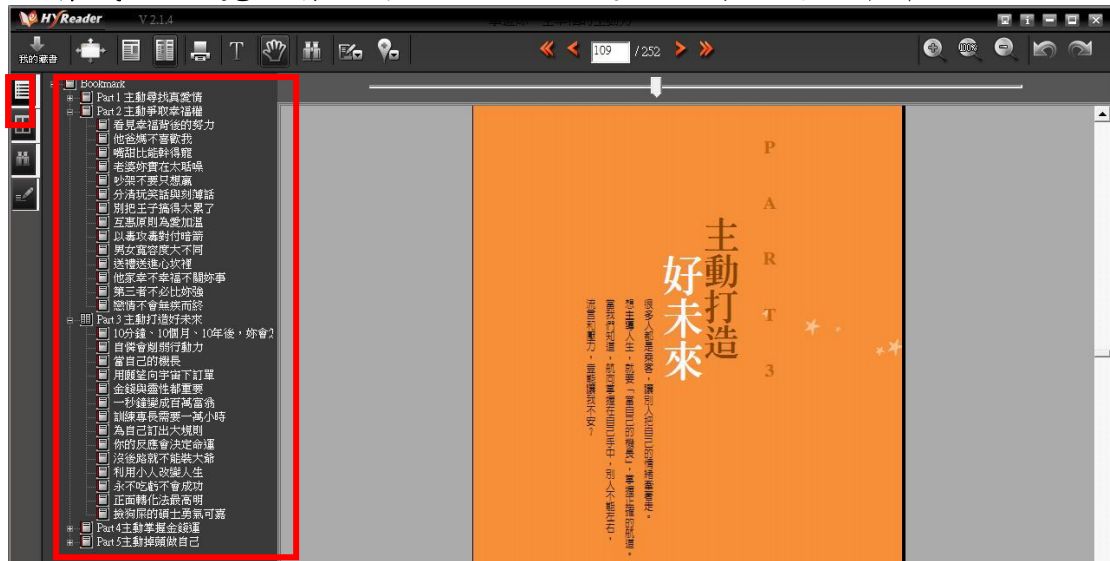 HyReader V 2.1.4
我的藏書
T
109 / 252
100%
Bookmark
Part 1 主動尋找真愛情
Part 2 主動爭取幸福權
看見幸福背後的努力
他爸媽不喜歡我
嘴甜比能幹得寵
老婆妳實在太聒噪
吵架不要只想贏
分清玩笑話與刻薄話
別把王子搞得太累了
互惠原則為愛加溫
以毒攻毒對付暗箭
男女寬容度大不同
送禮送進心坎裡
他家幸不幸福不關妳事
第三者不必比妳強
戀情不會無疾而終
Part 3 主動打造好未來
10分鐘、10個月、10年後,妳會
自憐會削弱行動力
當自己的機長
用願望向宇宙下訂單
金錢與靈性都重要
一秒鐘變成百萬富翁
訓練專長需要一萬小時
為自己訂出大規則
你的反應會決定命運
沒後路就不能裝大爺
利用小人改變人生
永不吃虧不會成功
正面轉化法最高明
撿狗屎的碩士勇氣可嘉
Part 4主動掌握金錢運
Part 5主動掉頭做自己
PART 3
主動打造
好未來
很多人都是乘客,讓別人把自己的情緒牽著走。
想主導人生,就要「當自己的機長」,掌握正確的航道。
當我們知道,航向掌握在自己手中,別人不能左右,
流言和壓力,豈能讓我不安?